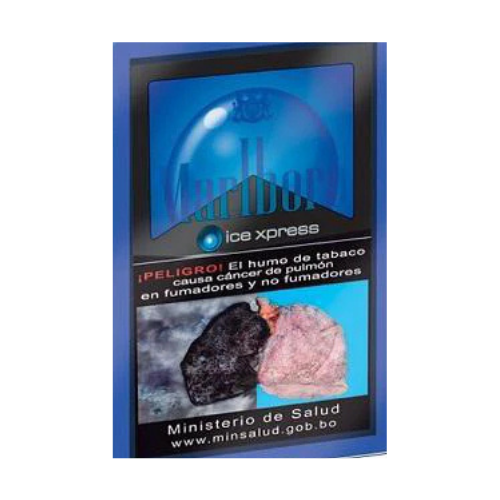 Marlboro
ice xpress
¡PELIGRO! El humo de tabaco
causa cáncer de pulmón
en fumadores y no fumadores
Ministerio de Salud
www.minsalud.gob.bo